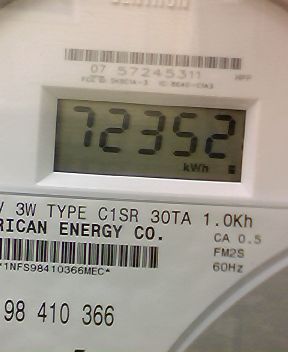 07 57245311 MPP
72352
kWh
V 3W TYPE C1SR 30TA 1.0Kh
RICAN ENERGY CO. CA 0.5
FM2S
*1NFS98410366MEC* 60Hz
98 410 366